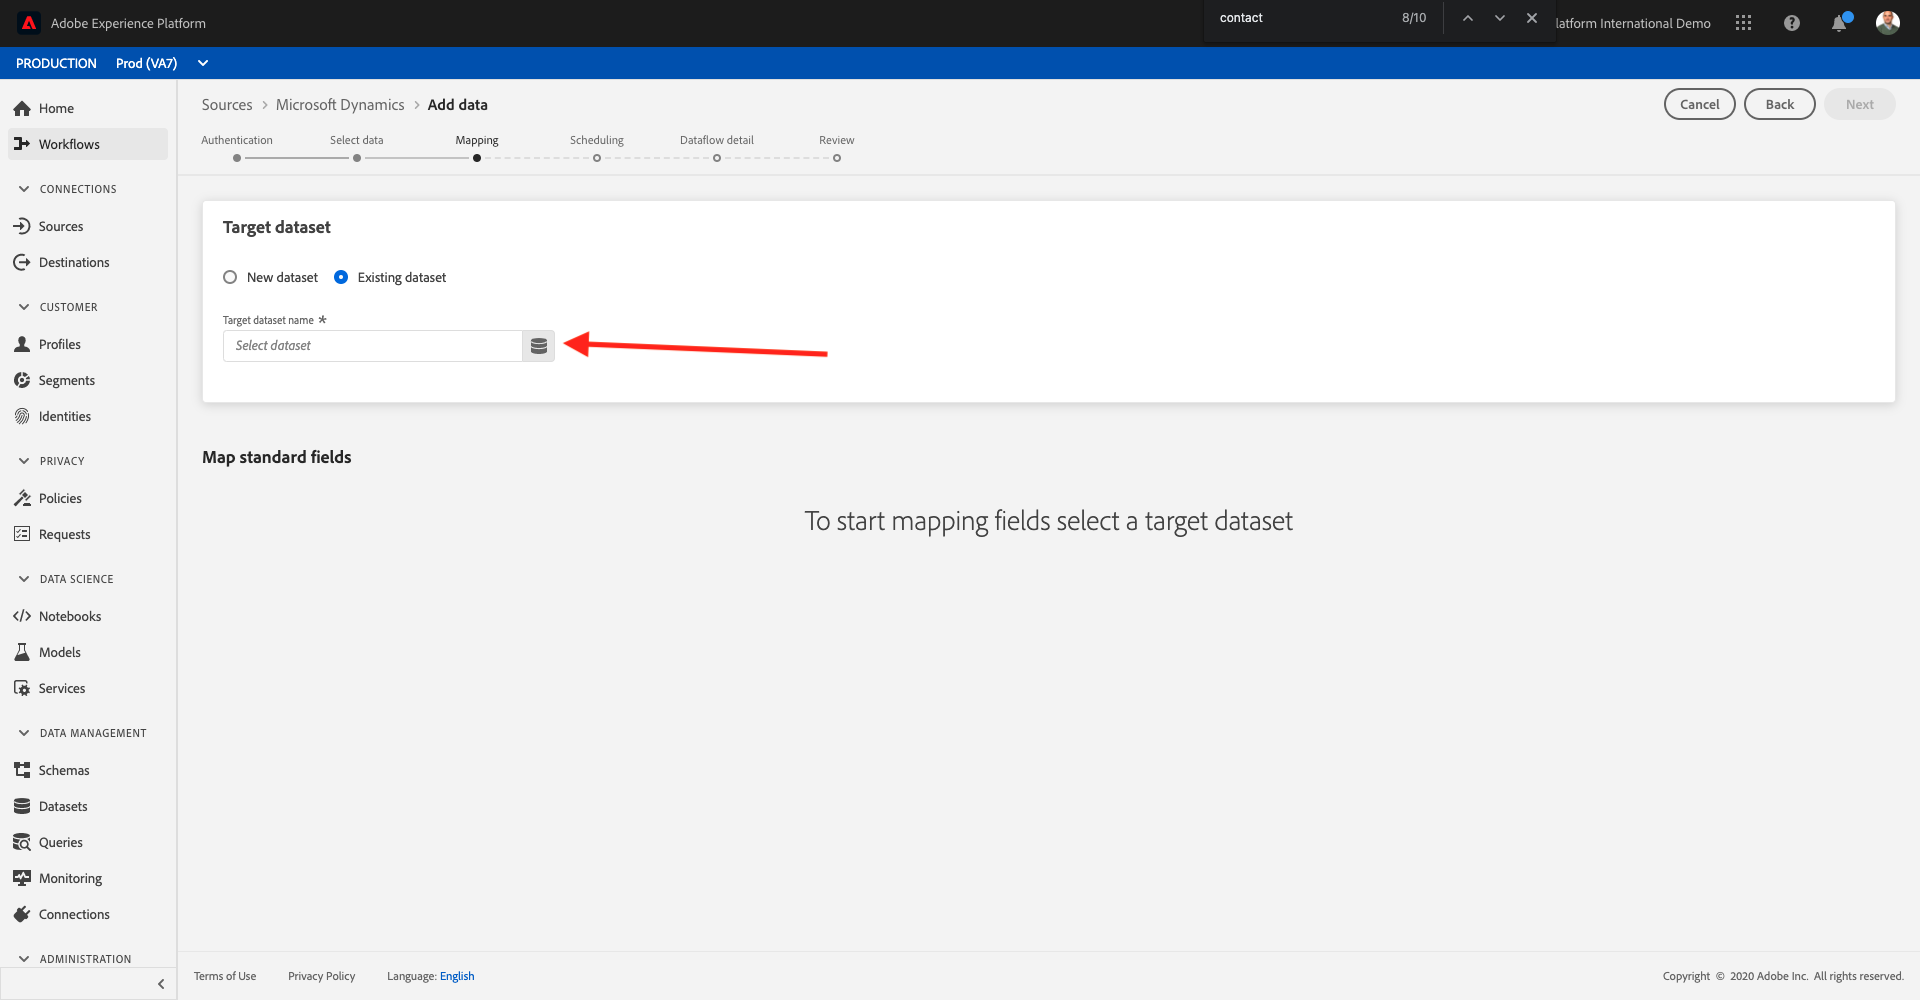 Adobe Experience Platform
contact
8/10
latform International Demo
PRODUCTION
Prod (VA7)
Home
Workflows
CONNECTIONS
Sources
Destinations
CUSTOMER
Profiles
Segments
Identities
PRIVACY
Policies
Requests
DATA SCIENCE
Notebooks
Models
Services
DATA MANAGEMENT
Schemas
Datasets
Queries
Monitoring
Connections
ADMINISTRATION
Sources > Microsoft Dynamics > Add data
Cancel
Back
Next
Authentication
Select data
Mapping
Scheduling
Dataflow detail
Review
Target dataset
New dataset
Existing dataset
Target dataset name *
Select dataset
Map standard fields
To start mapping fields select a target dataset
Terms of Use
Privacy Policy
Language: English
Copyright © 2020 Adobe Inc. All rights reserved.